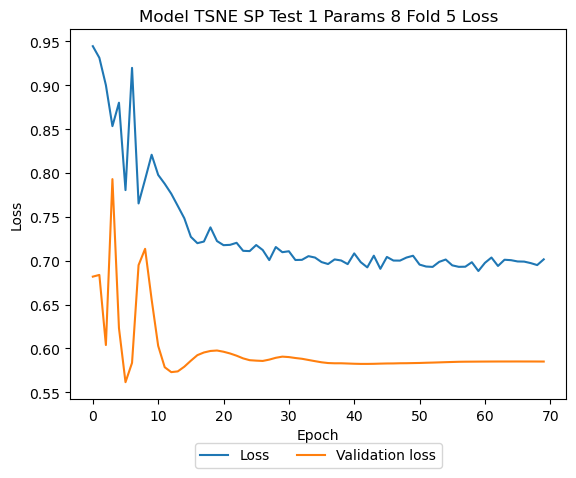 Model TSNE SP Test 1 Params 8 Fold 5 Loss
Loss
0.95
0.90
0.85
0.80
0.75
0.70
0.65
0.60
0.55
0 10 20 30 40 50 60 70
Epoch
Loss Validation loss